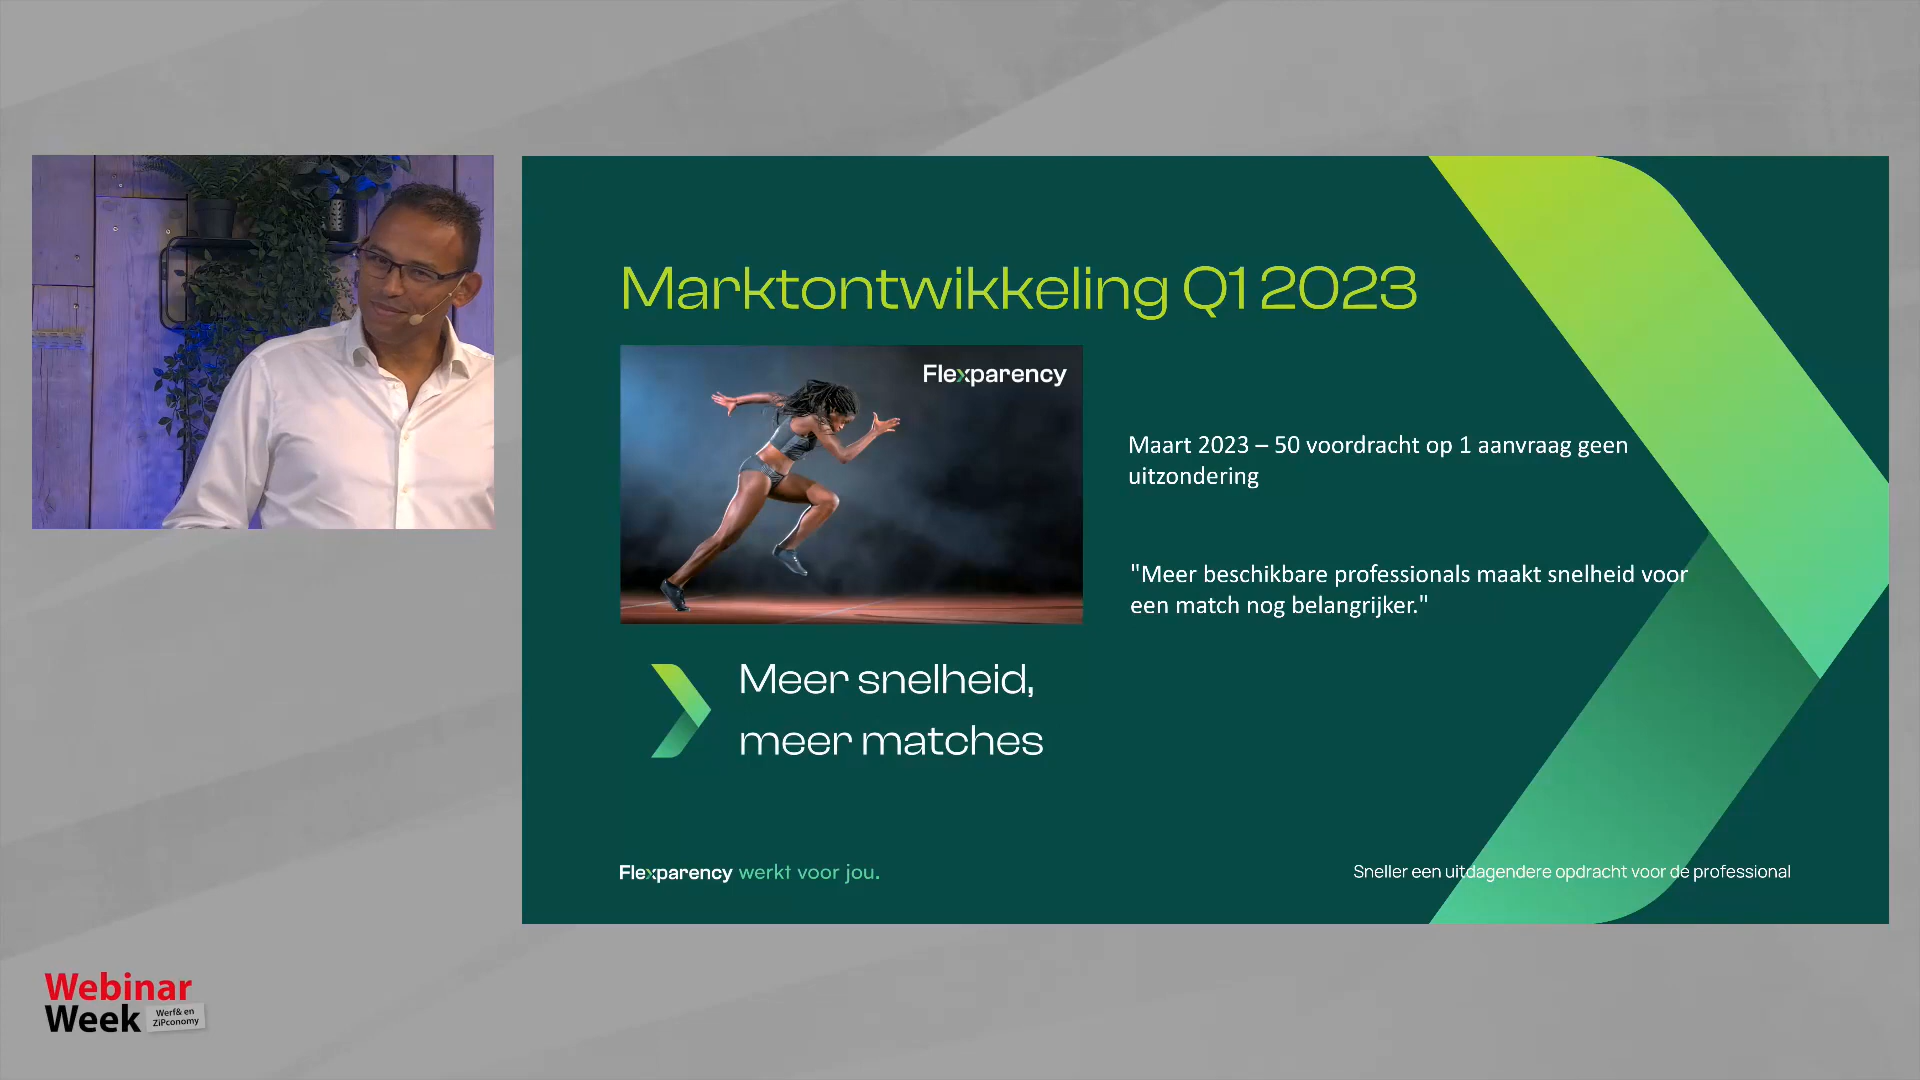 Marktontwikkeling Q1 2023
Flexparency
Maart 2023 – 50 voordracht op 1 aanvraag geen
uitzondering
"Meer beschikbare professionals maakt snelheid voor
een match nog belangrijker."
Meer snelheid,
meer matches
Flexparency werkt voor jou.
Sneller een uitdagendere opdracht voor de professional
Webinar
Week
Werf& en
ZiPconomy